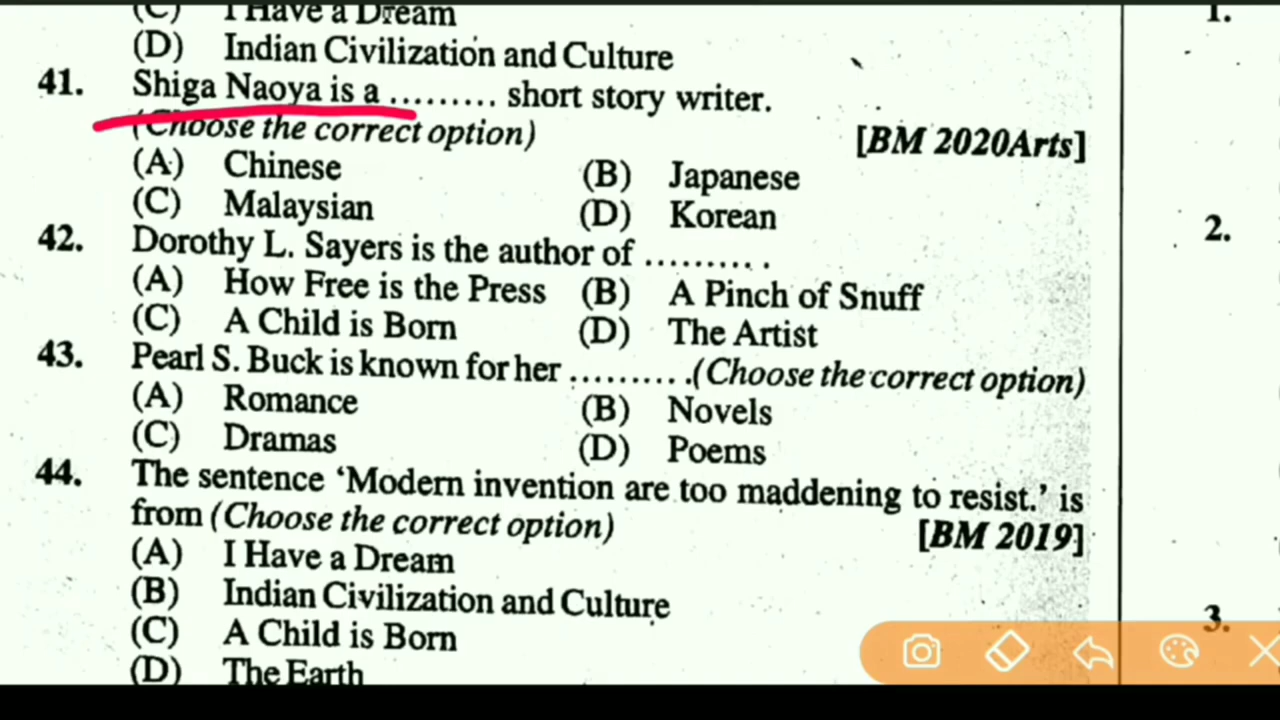 (C) I Have a Dream
(D) Indian Civilization and Culture
41. Shiga Naoya is a ......... short story writer.
(Choose the correct option) [BM 2020Arts]
(A) Chinese (B) Japanese
(C) Malaysian (D) Korean
42. Dorothy L. Sayers is the author of ..........
(A) How Free is the Press (B) A Pinch of Snuff
(C) A Child is Born (D) The Artist
43. Pearl S. Buck is known for her ..........(Choose the correct option)
(A) Romance (B) Novels
(C) Dramas (D) Poems
44. The sentence ‘Modern invention are too maddening to resist.’ is
from (Choose the correct option) [BM 2019]
(A) I Have a Dream
(B) Indian Civilization and Culture
(C) A Child is Born
(D) The Earth
1.
2.
3.